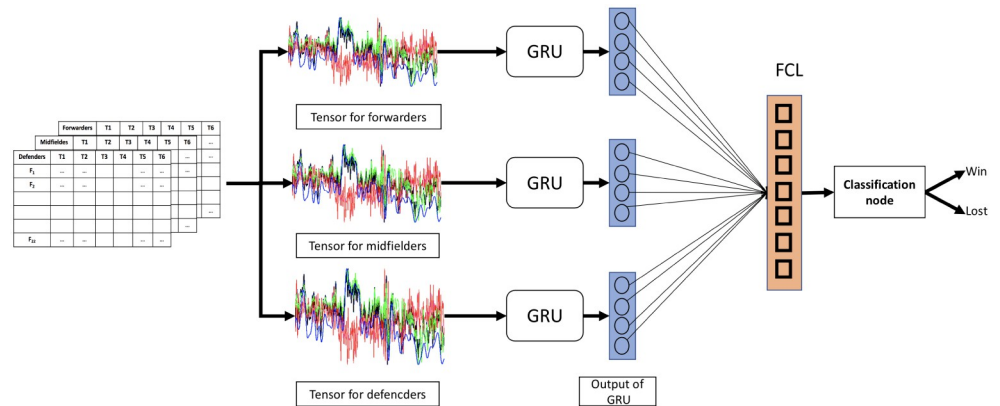 Forwarders T1 T2 T3 T4 T5 T6
Midfieldes T1 T2 T3 T4 T5 T6 ...
Defenders T1 T2 T3 T4 T5 T6 ... ...
F1 ... ... ... ... ...
F2 ... ... ... ...
...
F22 ... ... ... ...
Tensor for forwarders
Tensor for midfielders
Tensor for defencders
GRU
GRU
GRU
Output of
GRU
FCL
Classification
node
Win
Lost